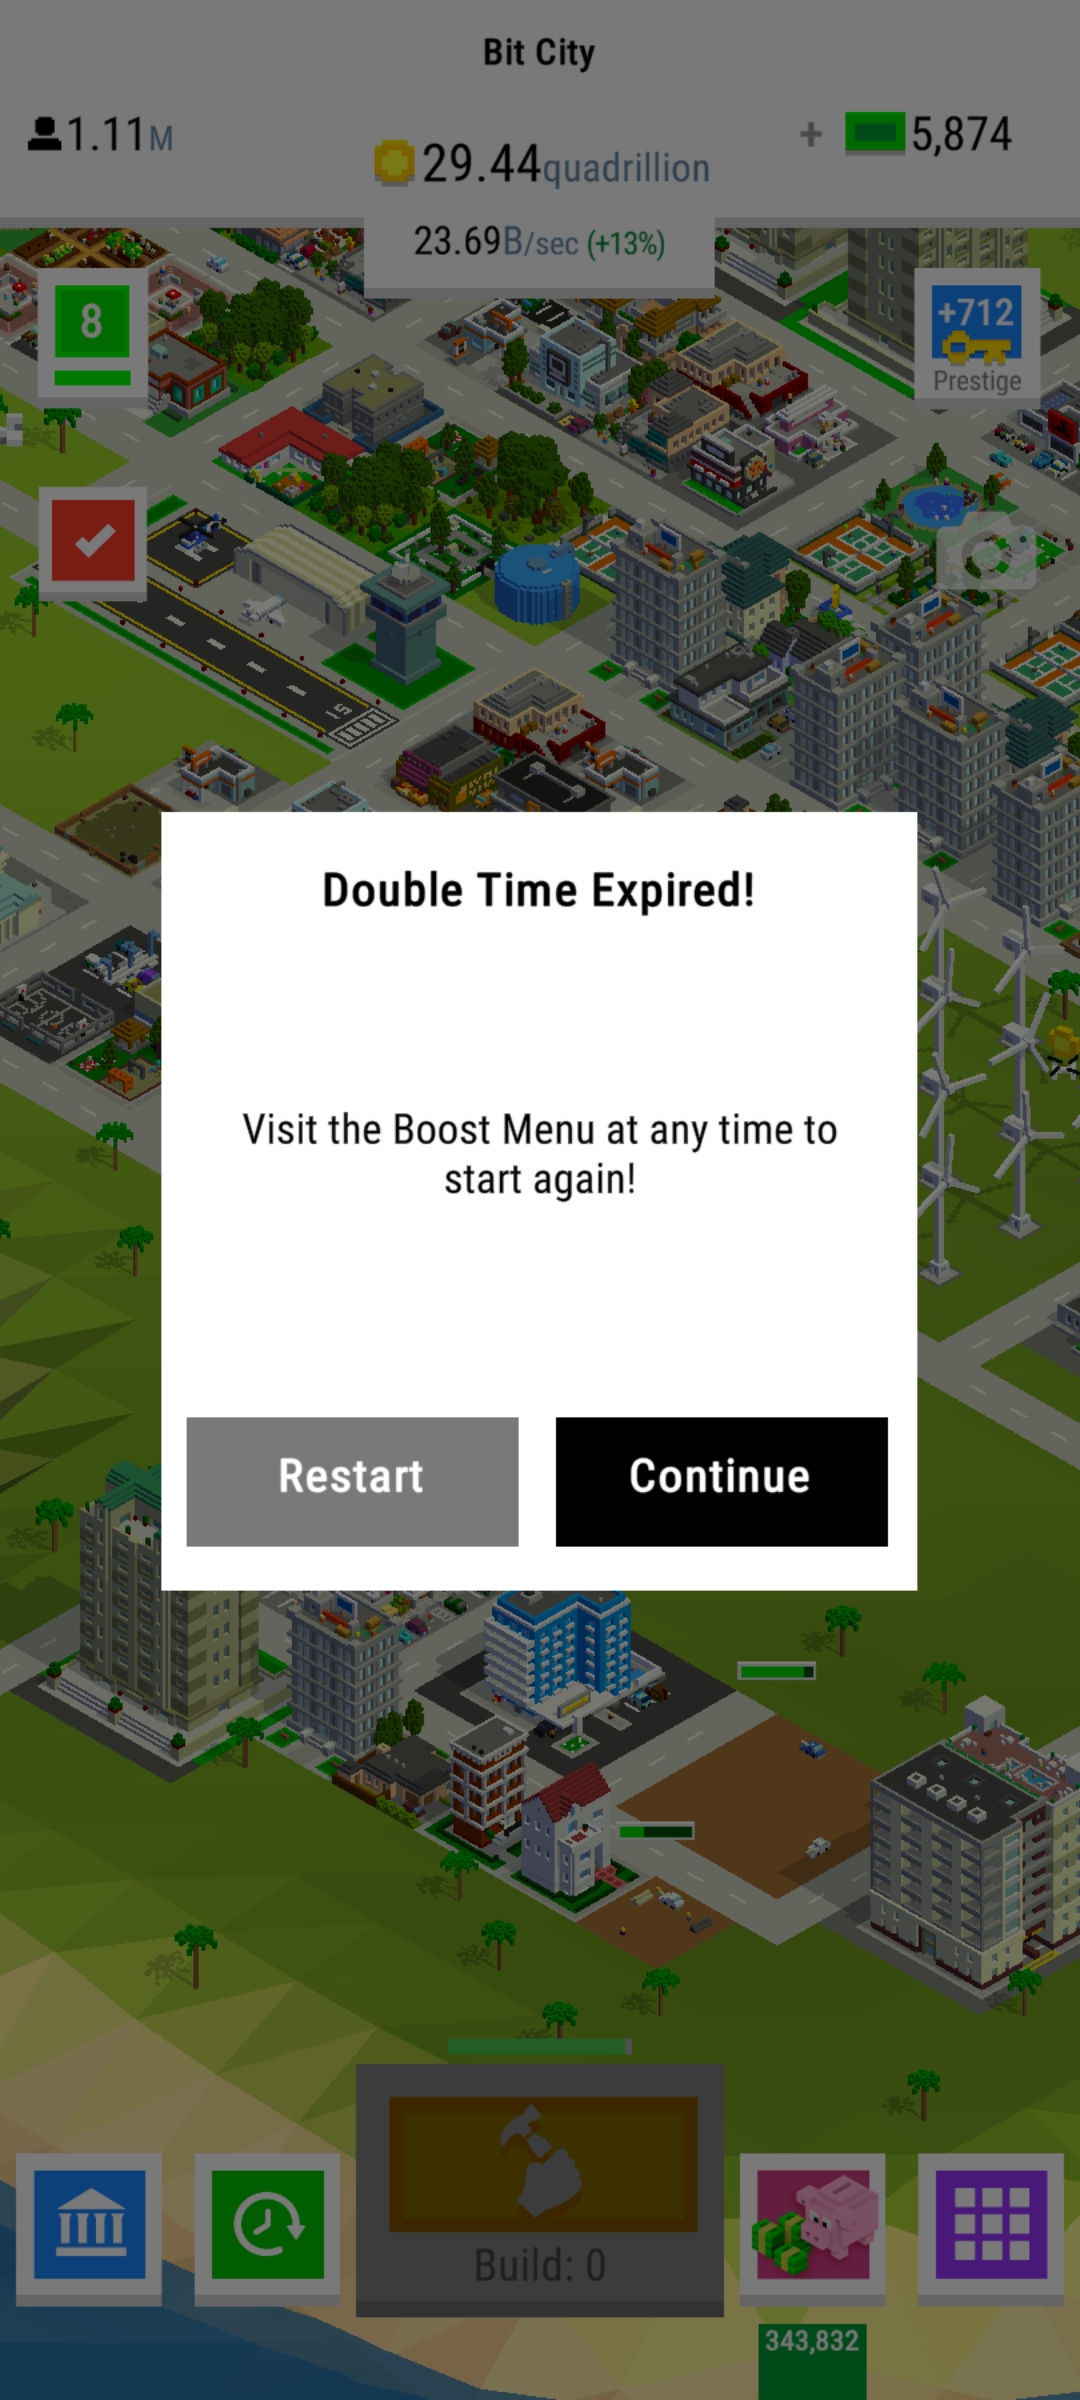 Bit City
1.11M
29.44quadrillion
+ 5,874
23.69B/sec (+13%)
8
+712
Prestige
15
Double Time Expired!
Visit the Boost Menu at any time to
start again!
Restart
Continue
Build: 0
343,832